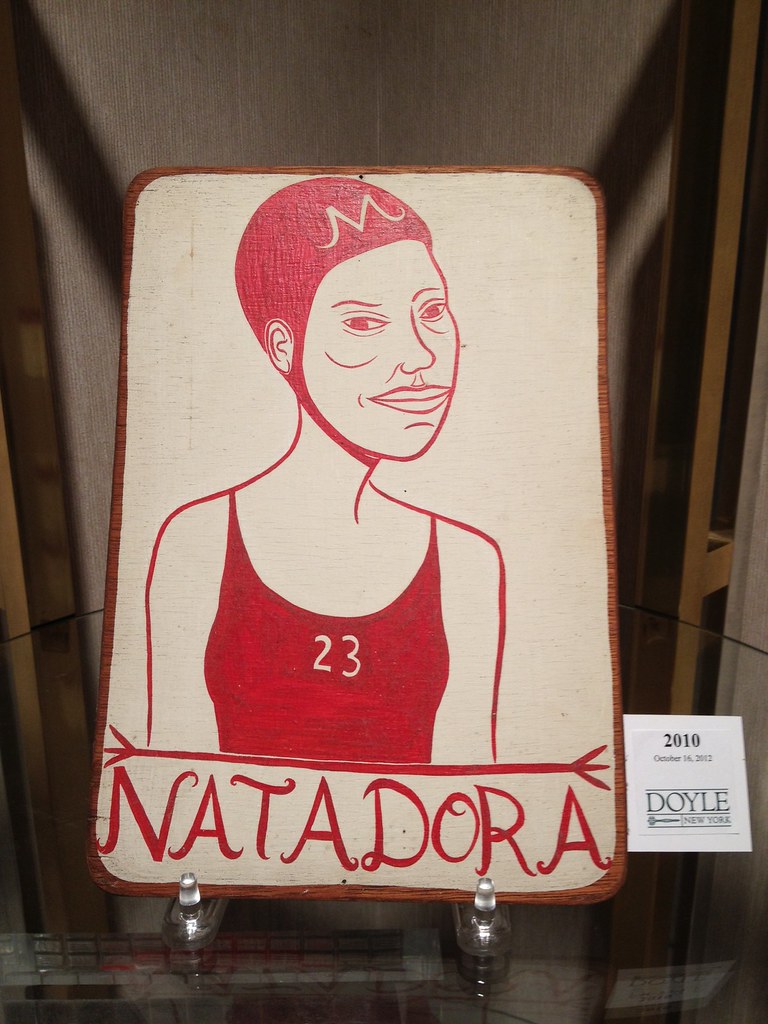 M
23
NATADORA
2010
October 16, 2012
DOYLE
NEW YORK